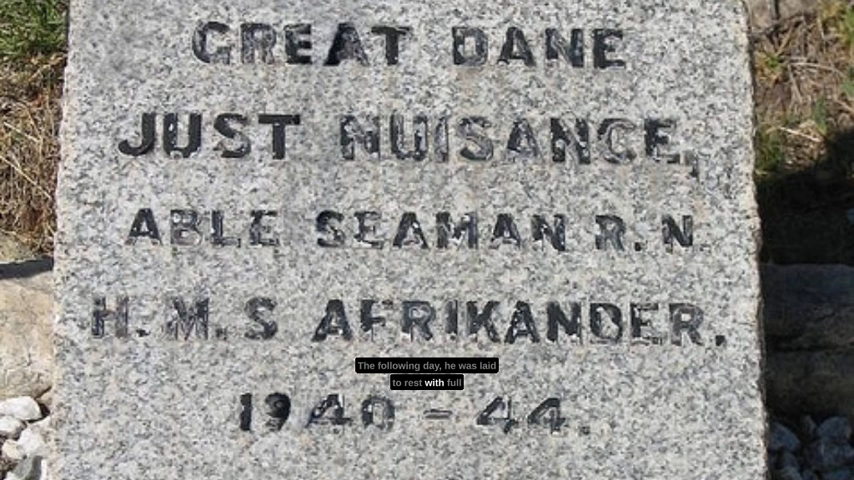 GREAT DANE
JUST NUISANCE,
ABLE SEAMAN R. N.
H. M. S AFRIKANDER.
The following day, he was laid
to rest with full
1940 – 44.